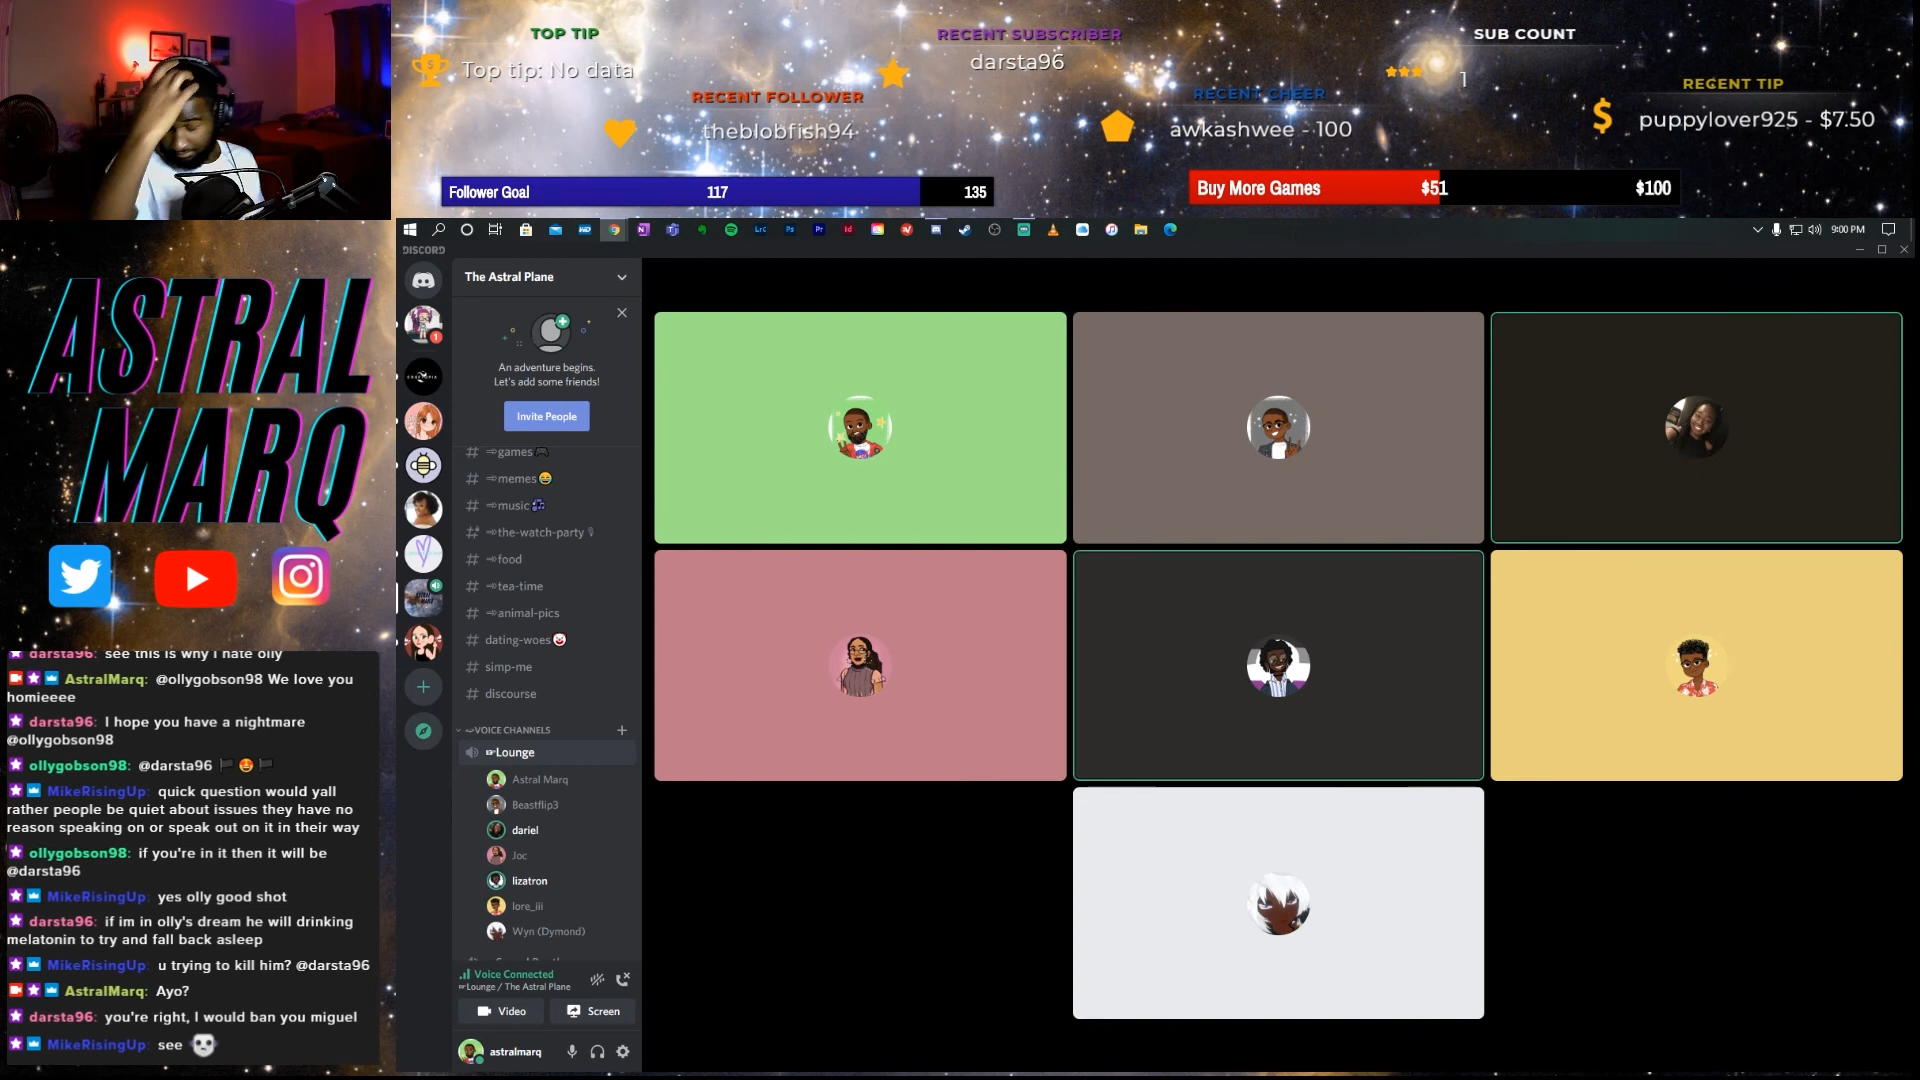 TOP TIP
Top tip: No data
RECENT SUBSCRIBER
darsta96
SUB COUNT
1
RECENT FOLLOWER
theblobfish94
RECENT CHEER
awkashwee - 100
RECENT TIP
puppylover925 - $7.50
Follower Goal 117 135
Buy More Games $51 $100
9:00 PM
DISCORD
The Astral Plane
An adventure begins.
Let's add some friends!
Invite People
games
memes
music
the-watch-party
food
tea-time
animal-pics
dating-woes
simp-me
discourse
VOICE CHANNELS
Lounge
Astral Marq
Beastflip3
dariel
Joc
lizatron
lore_iii
Wyn (Dymond)
Voice Connected
Lounge / The Astral Plane
Video Screen
astralmarq
ASTRAL
MARQ
darsta96: see this is why I hate olly
AstralMarq: @ollygobson98 We love you
homieeee
darsta96: I hope you have a nightmare
@ollygobson98
ollygobson98: @darsta96
MikeRisingUp: quick question would yall
rather people be quiet about issues they have no
reason speaking on or speak out on it in their way
ollygobson98: if you're in it then it will be
@darsta96
MikeRisingUp: yes olly good shot
darsta96: if im in olly's dream he will drinking
melatonin to try and fall back asleep
MikeRisingUp: u trying to kill him? @darsta96
AstralMarq: Ayo?
darsta96: you're right, I would ban you miguel
MikeRisingUp: see